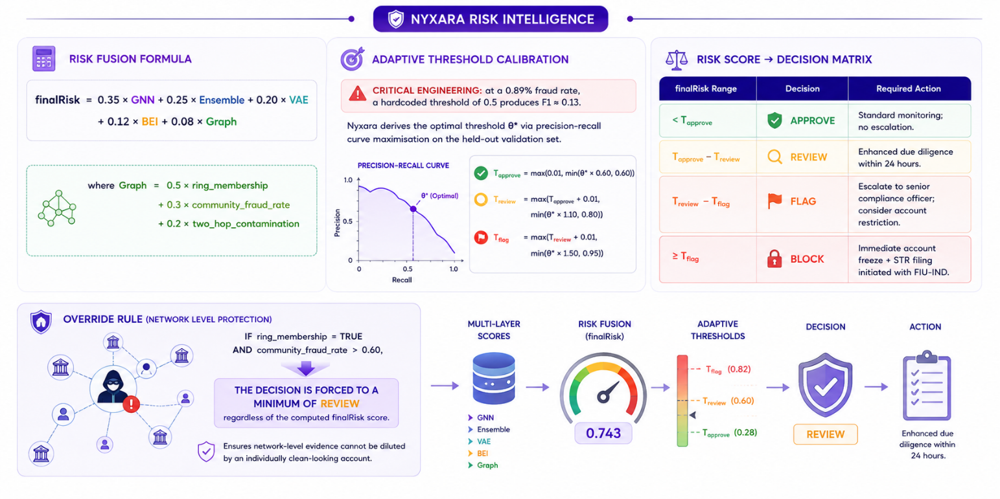 NYXARA RISK INTELLIGENCE
RISK FUSION FORMULA
finalRisk = 0.35 × GNN + 0.25 × Ensemble + 0.20 × VAE
+ 0.12 × BEI + 0.08 × Graph
where Graph = 0.5 × ring_membership
+ 0.3 × community_fraud_rate
+ 0.2 × two_hop_contamination
ADAPTIVE THRESHOLD CALIBRATION
CRITICAL ENGINEERING: at a 0.89% fraud rate,
a hardcoded threshold of 0.5 produces F1 ≈ 0.13.
Nyxara derives the optimal threshold θ* via precision-recall
curve maximisation on the held-out validation set.
PRECISION-RECALL CURVE
1.0
0.5
0
Precision
θ* (Optimal)
0 0.5 1.0
Recall
Tapprove = max(0.01, min(θ* × 0.60, 0.60))
Treview = max(Tapprove + 0.01,
min(θ* × 1.10, 0.80))
Tflag = max(Treview + 0.01,
min(θ* × 1.50, 0.95))
RISK SCORE → DECISION MATRIX
finalRisk Range Decision Required Action
< Tapprove APPROVE Standard monitoring;
no escalation.
Tapprove – Treview REVIEW Enhanced due diligence
within 24 hours.
Treview – Tflag FLAG Escalate to senior
compliance officer;
consider account
restriction.
≥ Tflag BLOCK Immediate account
freeze + STR filing
initiated with FIU-IND.
OVERRIDE RULE (NETWORK LEVEL PROTECTION)
IF ring_membership = TRUE
AND community_fraud_rate > 0.60,
THE DECISION IS FORCED TO A
MINIMUM OF REVIEW
regardless of the computed finalRisk score.
Ensures network-level evidence cannot be diluted
by an individually clean-looking account.
MULTI-LAYER
SCORES
GNN
Ensemble
VAE
BEI
Graph
RISK FUSION
(finalRisk)
0.743
ADAPTIVE
THRESHOLDS
Tflag (0.82)
Treview (0.60)
Tapprove (0.28)
DECISION
REVIEW
ACTION
Enhanced due
diligence within
24 hours.